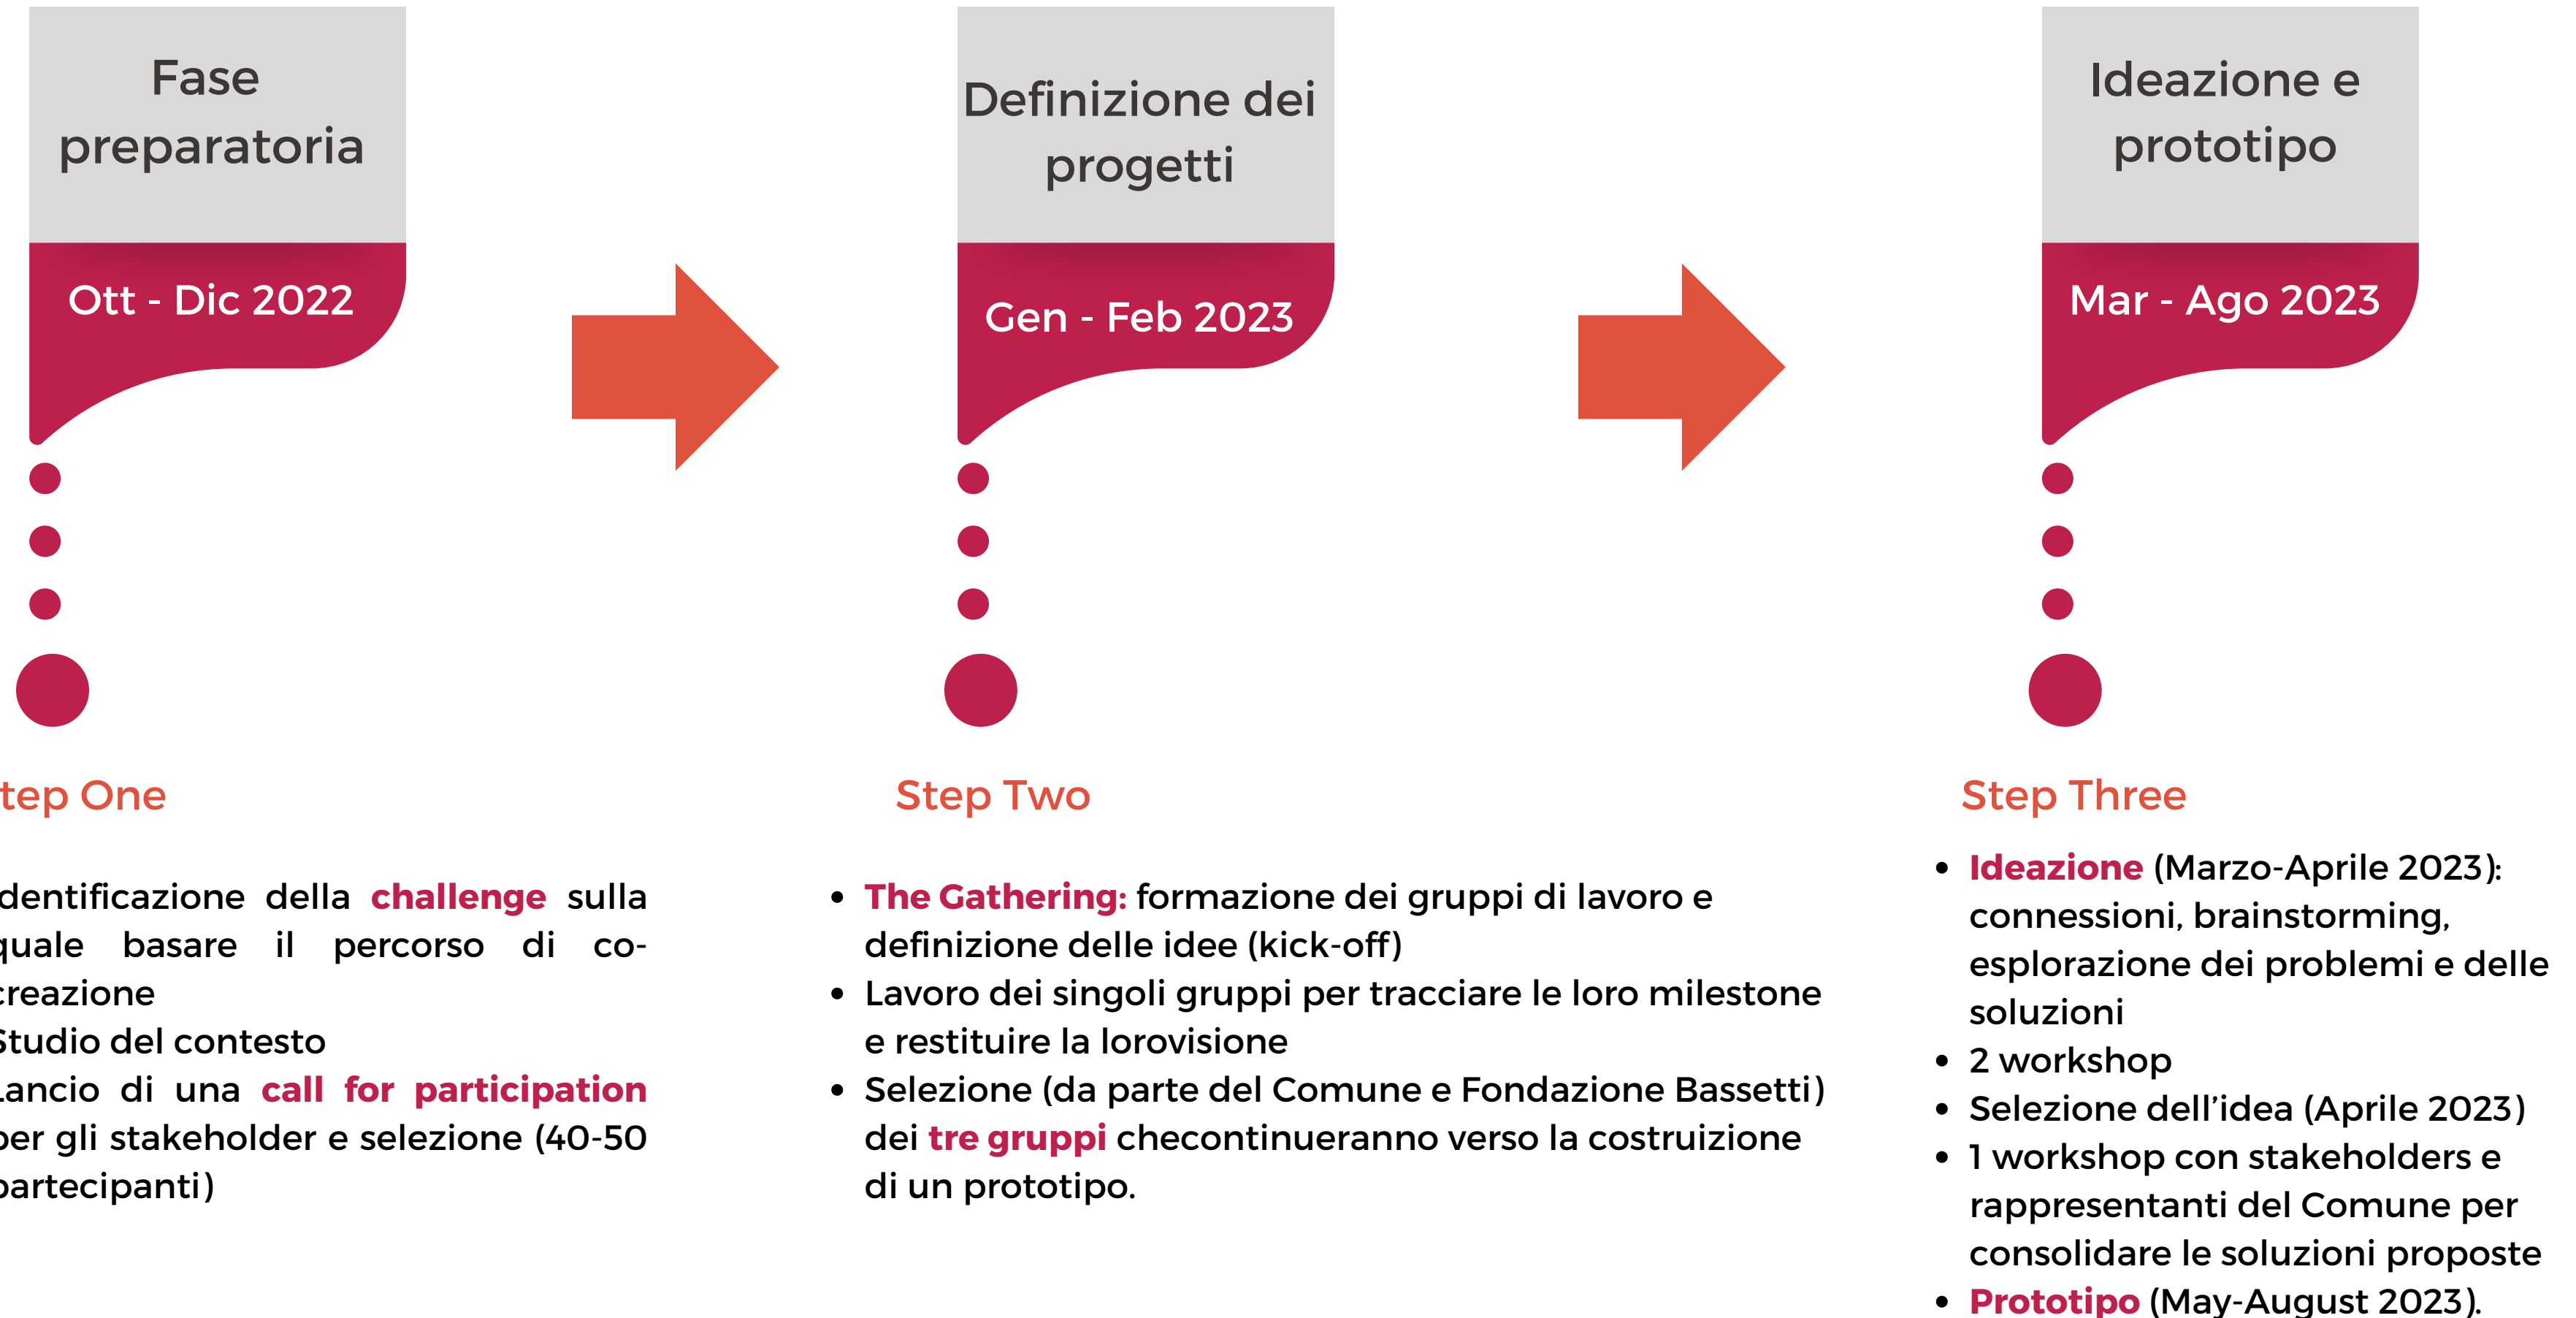 Fase
preparatoria
Ott - Dic 2022
tep One
dentificazione della challenge sulla
quale basare il percorso di co-
creazione
Studio del contesto
Lancio di una call for participation
per gli stakeholder e selezione (40-50
partecipanti)
Definizione dei
progetti
Gen - Feb 2023
Step Two
• The Gathering: formazione dei gruppi di lavoro e
definizione delle idee (kick-off)
• Lavoro dei singoli gruppi per tracciare le loro milestone
e restituire la lorovisione
• Selezione (da parte del Comune e Fondazione Bassetti)
dei tre gruppi checontinueranno verso la costruizione
di un prototipo.
Ideazione e
prototipo
Mar - Ago 2023
Step Three
• Ideazione (Marzo-Aprile 2023):
connessioni, brainstorming,
esplorazione dei problemi e delle
soluzioni
• 2 workshop
• Selezione dell'idea (Aprile 2023)
• 1 workshop con stakeholders e
rappresentanti del Comune per
consolidare le soluzioni proposte
• Prototipo (May-August 2023).